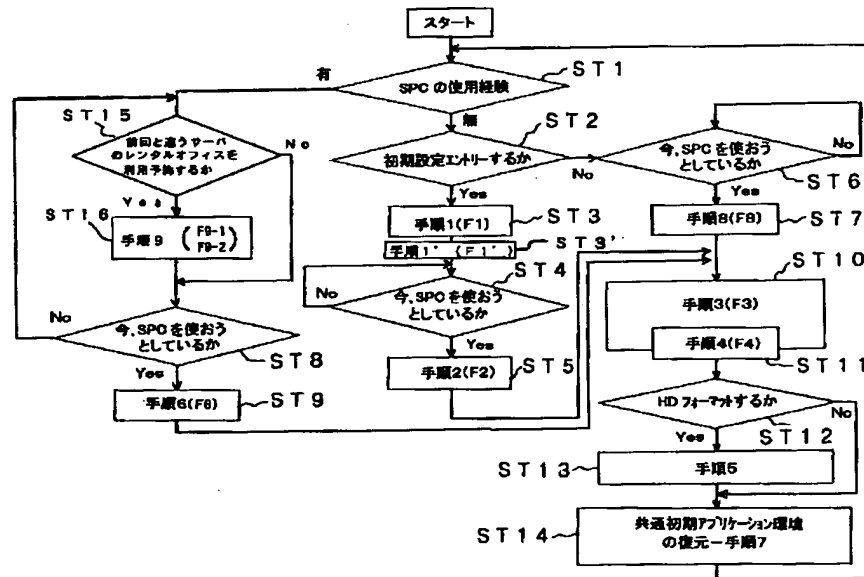 スタート
SPCの使用経験
ST1
有
無
ST15
前回と違うサーバ
のレンタルオフィスを
利用予約するか
No
Yes
ST16
手順9
F9-1
F9-2
ST2
初期設定エントリーするか
No
Yes
今、SPCを使おう
としているか
No
ST6
Yes
手順1(F1)
ST3
手順1'(F1')
ST3'
手順8(F8)
ST7
ST4
No
今、SPCを使おう
としているか
Yes
ST10
手順3(F3)
手順4(F4)
ST11
No
今、SPCを使おう
としているか
ST8
Yes
手順2(F2)
ST5
手順6(F6)
ST9
HDフォーマットするか
No
ST12
Yes
ST13
手順5
ST14
共通初期アプリケーション環境
の復元ー手順7